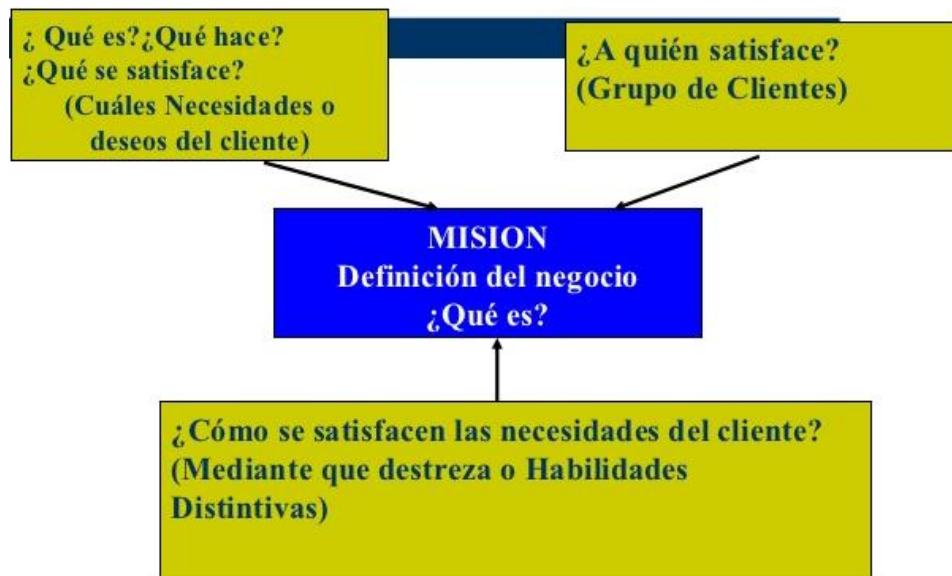 ¿ Qué es?¿Qué hace?
¿Qué se satisface?
(Cuáles Necesidades o
deseos del cliente)
¿A quién satisface?
(Grupo de Clientes)
MISION
Definición del negocio
¿Qué es?
¿Cómo se satisfacen las necesidades del cliente?
(Mediante que destreza o Habilidades
Distintivas)